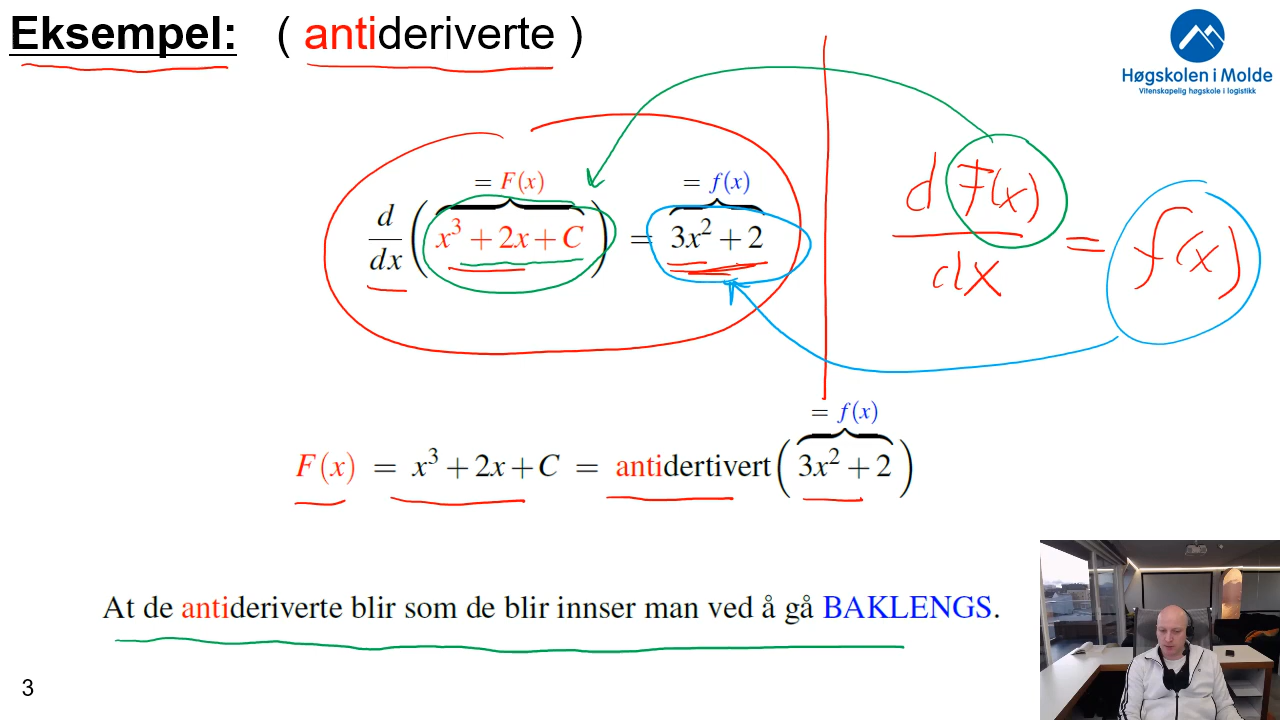 Eksempel: ( antideriverte )
Høgskolen i Molde
Vitenskapelig høgskole i logistikk
= F(x) = f(x)
d/dx ( x³ + 2x + C ) = 3x² + 2
d F(x) / dx = f(x)
= f(x)
F(x) = x³ + 2x + C = antidertivert( 3x² + 2 )
At de antideriverte blir som de blir innser man ved å gå BAKLENGS.
3